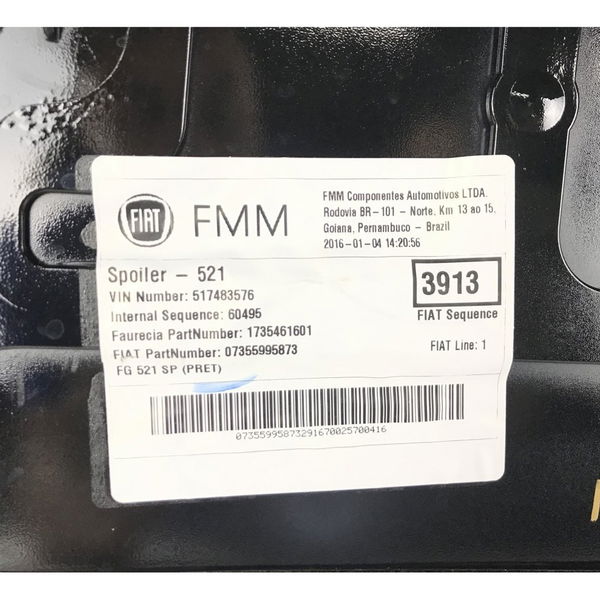 FIAT
FMM
FMM Componentes Automotivos LTDA.
Rodovia BR-101 - Norte, Km 13 ao 15,
Goiana, Pernambuco - Brazil
2016-01-04 14:20:56
Spoiler - 521
VIN Number: 517483576
Internal Sequence: 60495
Faurecia PartNumber: 1735461601
FIAT PartNumber: 07355995873
FG 521 SP (PRET)
3913
FIAT Sequence
FIAT Line: 1
07355995873291670025700416